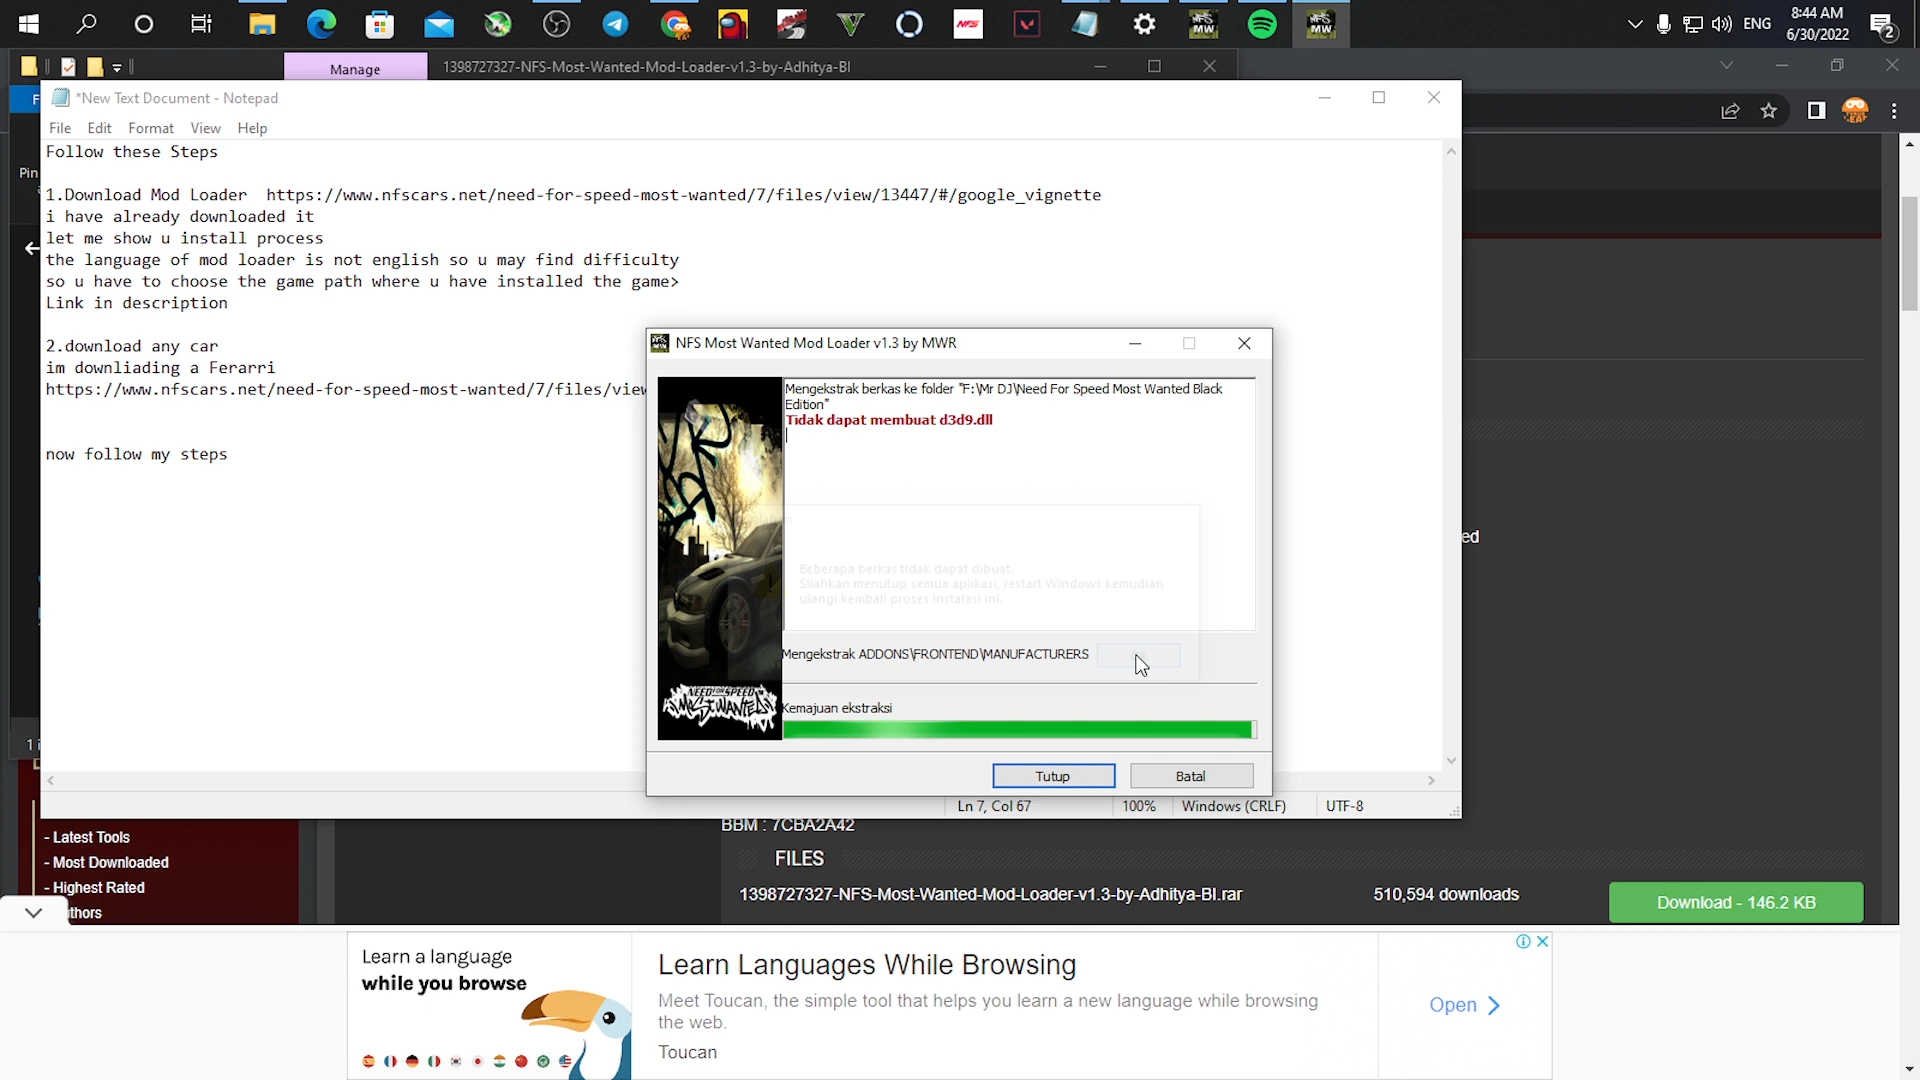 ENG
8:44 AM
6/30/2022
2
Manage
1398727327-NFS-Most-Wanted-Mod-Loader-v1.3-by-Adhitya-BI
*New Text Document - Notepad
File Edit Format View Help
Pin
Follow these Steps
1.Download Mod Loader https://www.nfscars.net/need-for-speed-most-wanted/7/files/view/13447/#/google_vignette
i have already downloaded it
let me show u install process
the language of mod loader is not english so u may find difficulty
so u have to choose the game path where u have installed the game>
Link in description
2.download any car
im downliading a Ferarri
https://www.nfscars.net/need-for-speed-most-wanted/7/files/view
now follow my steps
NFS Most Wanted Mod Loader v1.3 by MWR
Mengekstrak berkas ke folder "F:\Mr DJ\Need For Speed Most Wanted Black
Edition"
Tidak dapat membuat d3d9.dll
Beberapa berkas tidak dapat dibuat.
Silahkan menutup semua aplikasi, restart Windows kemudian
ulangi kembali proses instalasi ini.
Mengekstrak ADDONS\FRONTEND\MANUFACTURERS
NEED FOR SPEED
MOST WANTED
Kemajuan ekstraksi
Tutup Batal
ed
Ln 7, Col 67 100% Windows (CRLF) UTF-8
BBM : 7CBA2A42
- Latest Tools
- Most Downloaded
- Highest Rated
thors
FILES
1398727327-NFS-Most-Wanted-Mod-Loader-v1.3-by-Adhitya-BI.rar 510,594 downloads Download - 146.2 KB
Learn a language
while you browse
Learn Languages While Browsing
Meet Toucan, the simple tool that helps you learn a new language while browsing
the web.
Toucan
Open